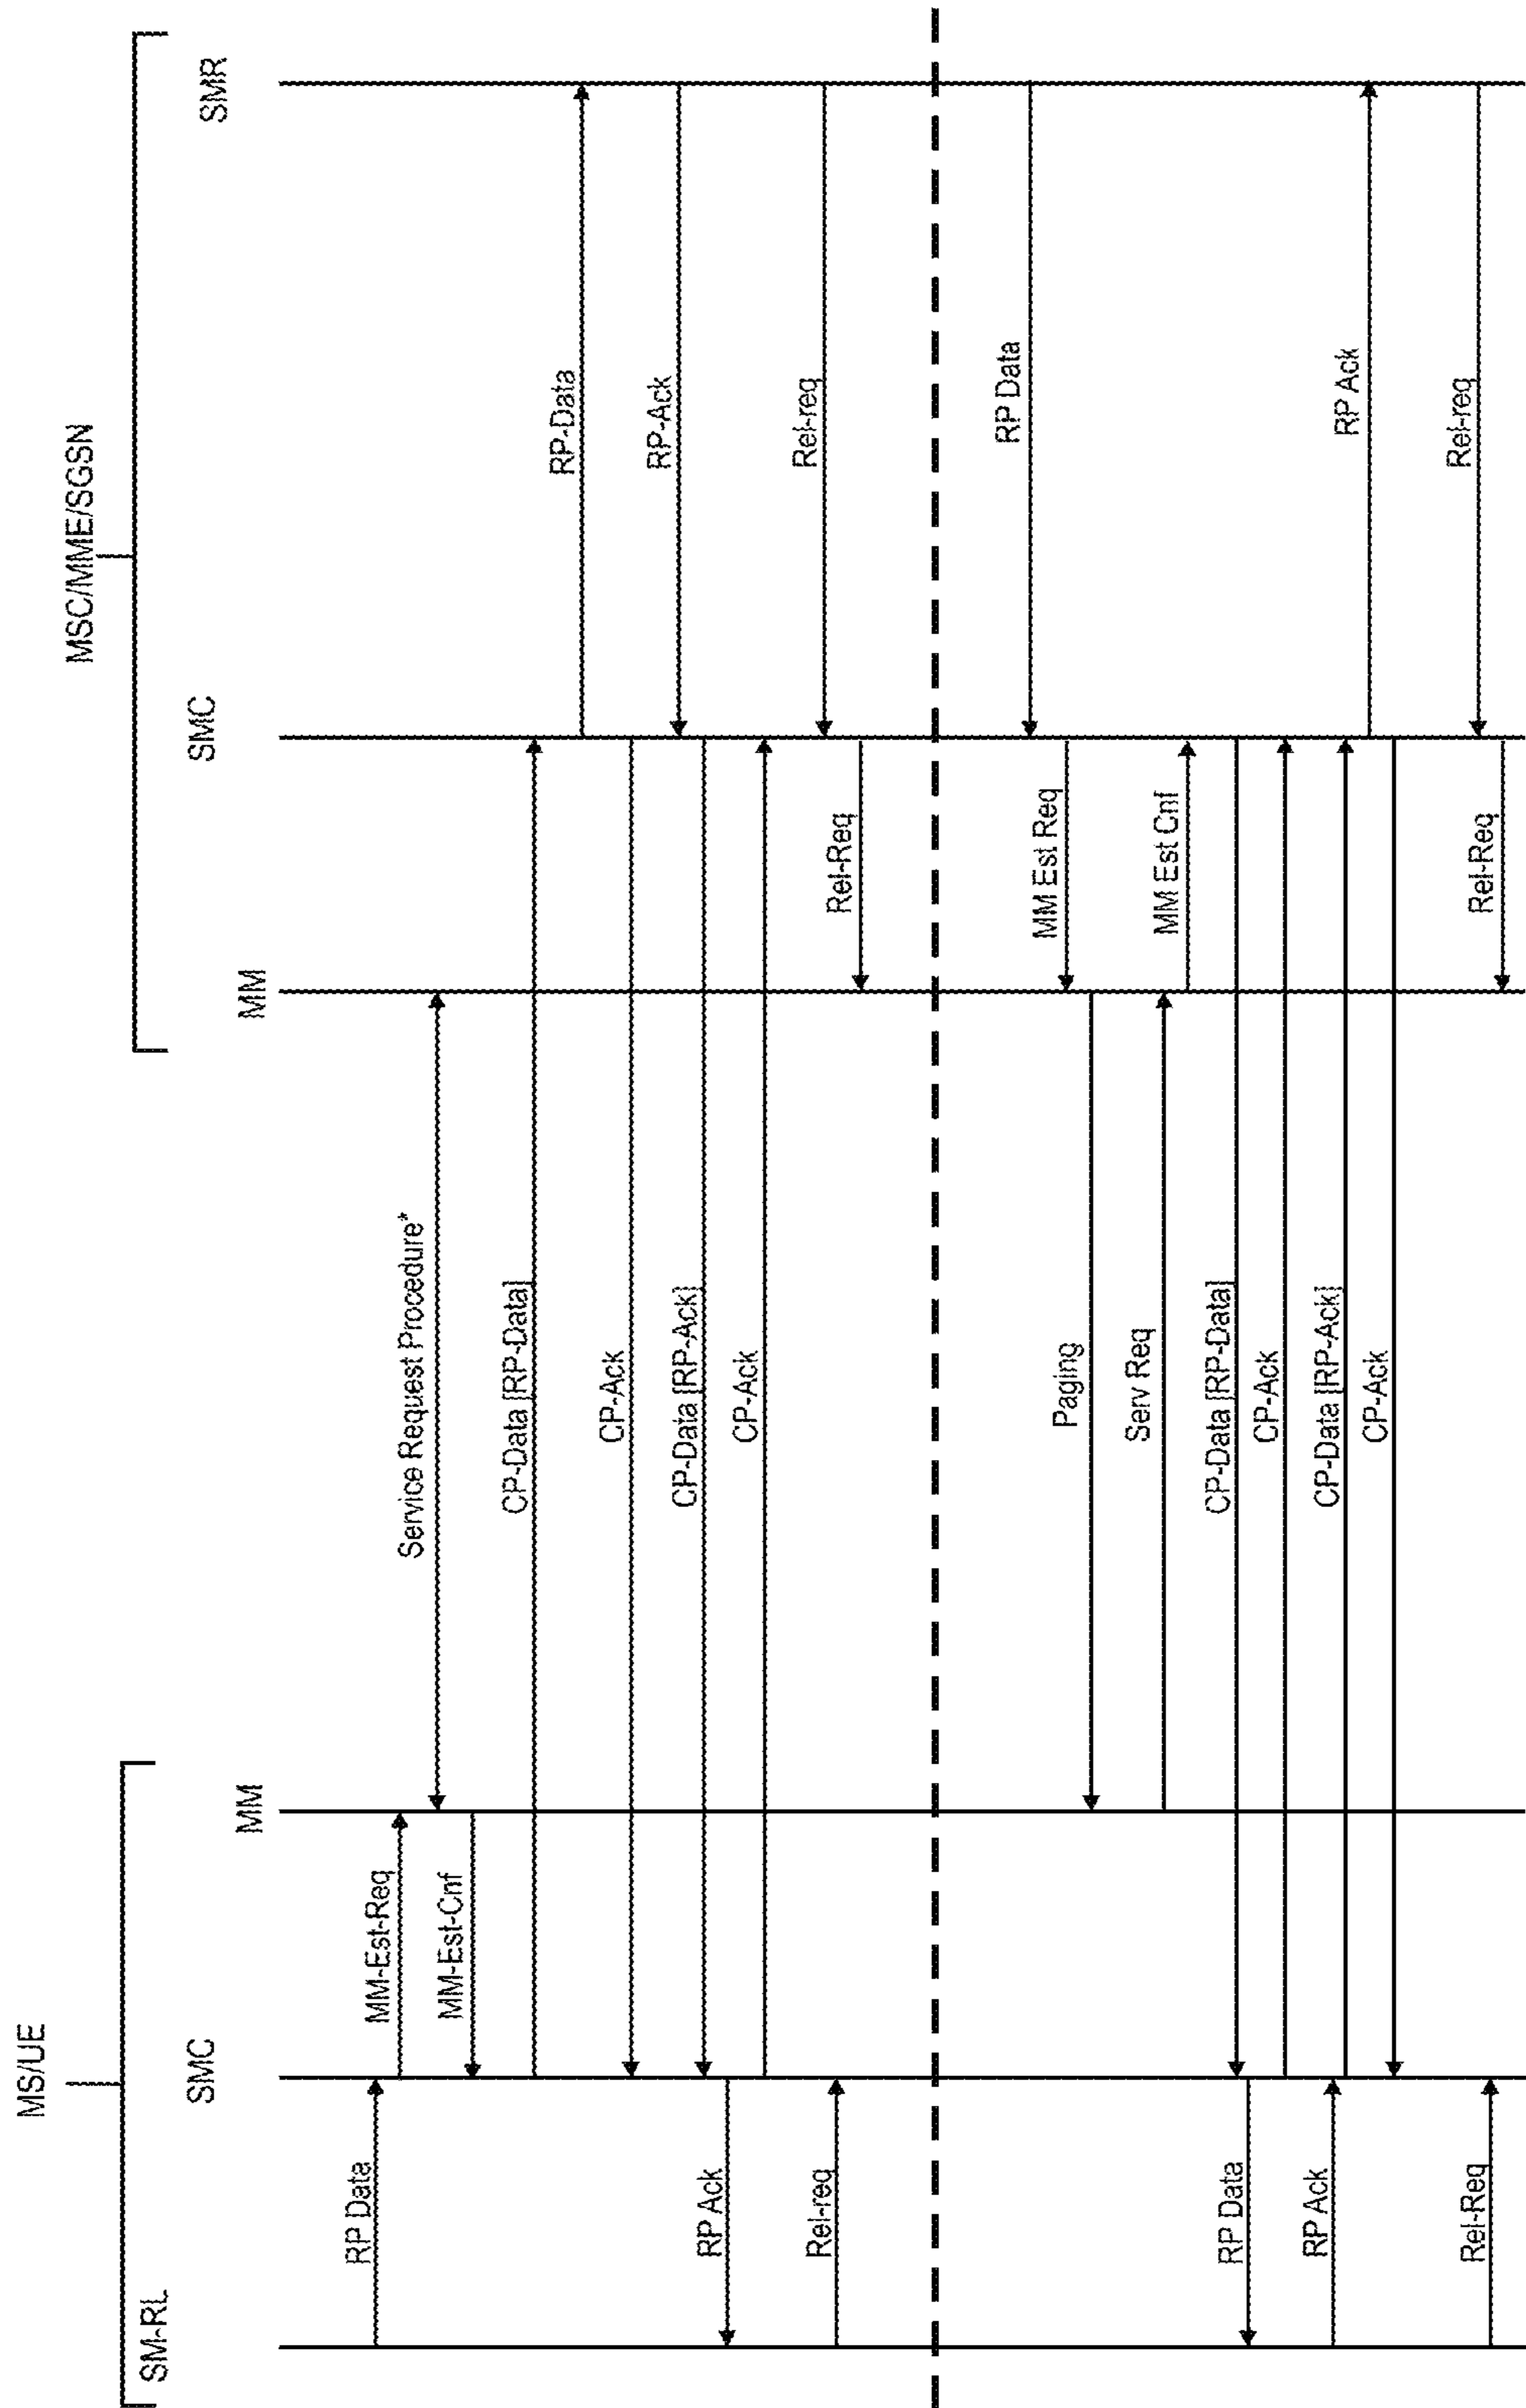 MS/UE
MSC/MME/SGSN
SM-RL
SMC
MM
MM
SMC
SMR
RP Data
MM-Est-Req
Service Request Procedure*
MM-Est-Cnf
CP-Data [RP-Data]
RP-Data
CP-Ack
RP-Ack
CP-Data [RP-Ack]
RP Ack
CP-Ack
Rel-req
Rel-req
Rel-Req
RP Data
MM Est Req
Paging
Serv Req
MM Est Cnf
CP-Data [RP-Data]
RP Data
CP-Ack
RP Ack
CP-Data [RP-Ack]
RP Ack
CP-Ack
Rel-req
Rel-Req
Rel-Req